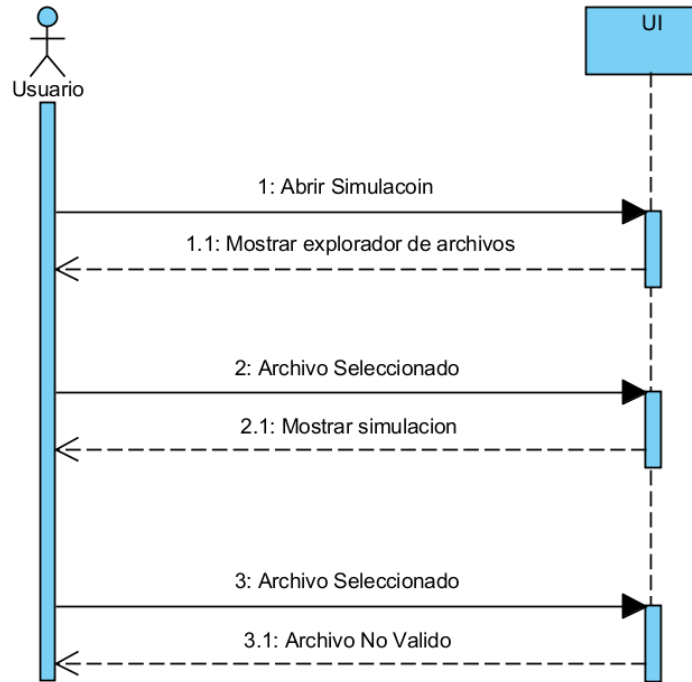 UI
Usuario
1: Abrir Simulacoin
1.1: Mostrar explorador de archivos
2: Archivo Seleccionado
2.1: Mostrar simulacion
3: Archivo Seleccionado
3.1: Archivo No Valido